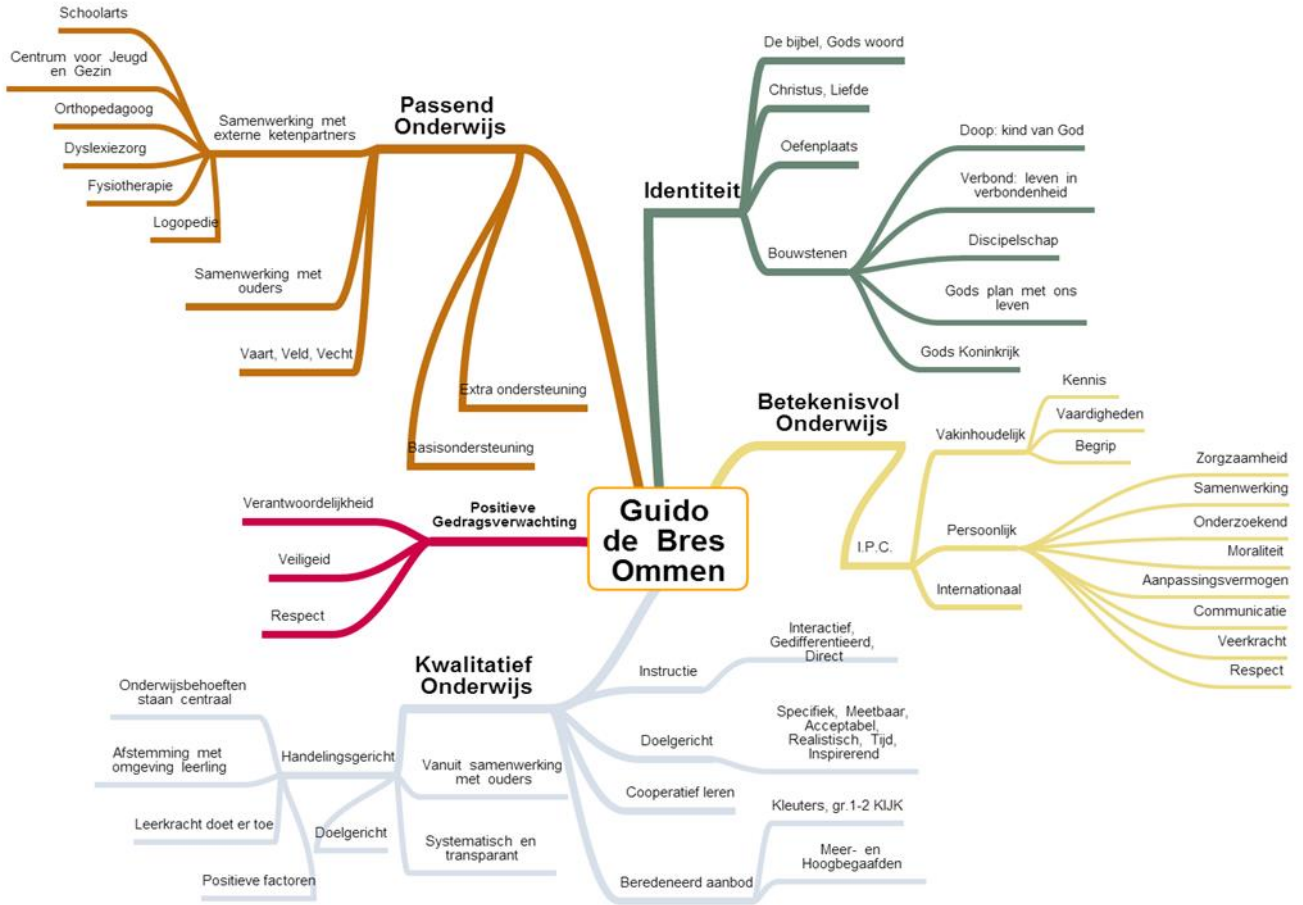 Guido
de Bres
Ommen
Passend
Onderwijs
Samenwerking met
externe ketenpartners
Schoolarts
Centrum voor Jeugd
en Gezin
Orthopedagoog
Dyslexiezorg
Fysiotherapie
Logopedie
Samenwerking met
ouders
Vaart, Veld, Vecht
Extra ondersteuning
Basisondersteuning
Identiteit
De bijbel, Gods woord
Christus, Liefde
Oefenplaats
Bouwstenen
Doop: kind van God
Verbond: leven in
verbondenheid
Discipelschap
Gods plan met ons
leven
Gods Koninkrijk
Betekenisvol
Onderwijs
I.P.C.
Vakinhoudelijk
Kennis
Vaardigheden
Begrip
Persoonlijk
Zorgzaamheid
Samenwerking
Onderzoekend
Moraliteit
Aanpassingsvermogen
Communicatie
Veerkracht
Respect
Internationaal
Positieve
Gedragsverwachting
Verantwoordelijkheid
Veiligeid
Respect
Kwalitatief
Onderwijs
Instructie
Interactief,
Gedifferentieerd,
Direct
Doelgericht
Specifiek, Meetbaar,
Acceptabel,
Realistisch, Tijd,
Inspirerend
Cooperatief leren
Beredeneerd aanbod
Kleuters, gr.1-2 KIJK
Meer- en
Hoogbegaafden
Handelingsgericht
Onderwijsbehoeften
staan centraal
Afstemming met
omgeving leerling
Leerkracht doet er toe
Positieve factoren
Doelgericht
Vanuit samenwerking
met ouders
Systematisch en
transparant